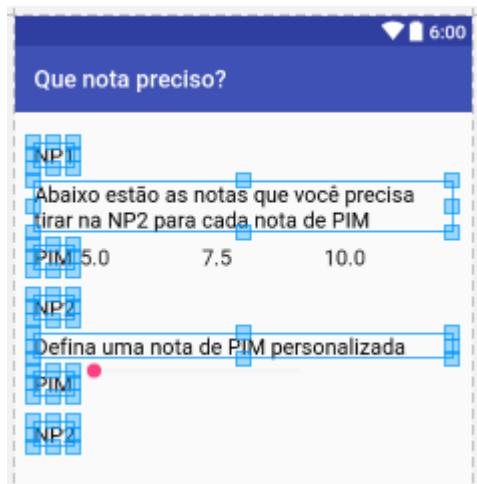 6:00
Que nota preciso?
NP1
Abaixo estão as notas que você precisa
tirar na NP2 para cada nota de PIM
PIM 5.0 7.5 10.0
NP2
Defina uma nota de PIM personalizada
PIM
NP2